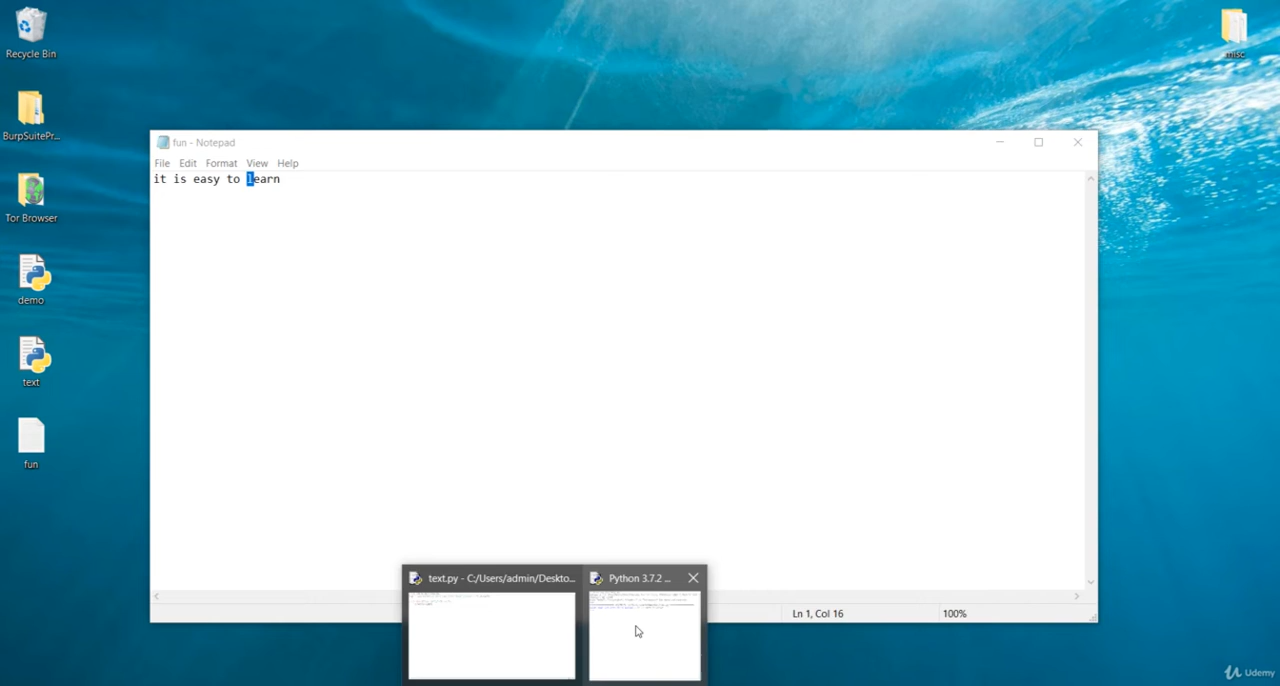 Recycle Bin
misc
BurpSuitePr...
fun - Notepad
File Edit Format View Help
it is easy to learn
Tor Browser
demo
text
fun
text.py - C:/Users/admin/Deskto...
Python 3.7.2 ...
Ln 1, Col 16
100%
Udemy